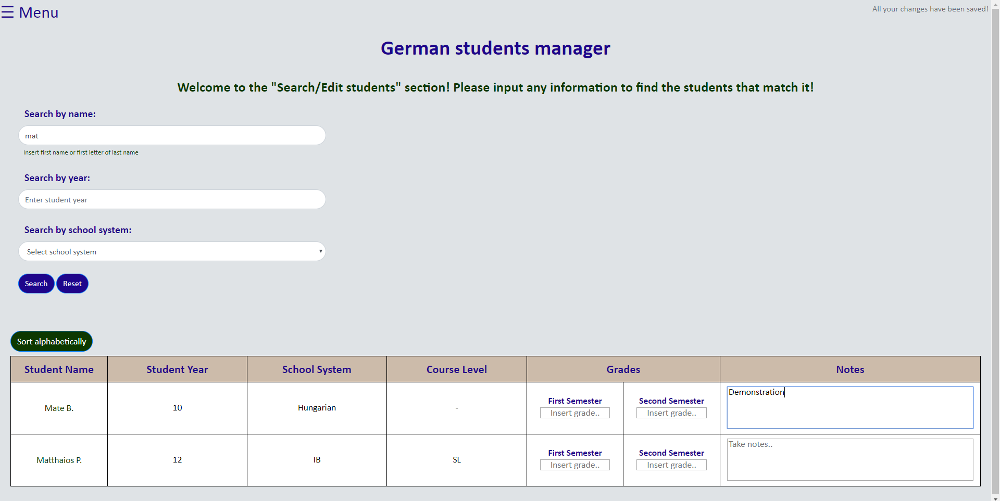 ☰ Menu
All your changes have been saved!
German students manager
Welcome to the "Search/Edit students" section! Please input any information to find the students that match it!
Search by name:
mat
Insert first name or first letter of last name
Search by year:
Enter student year
Search by school system:
Select school system
Search Reset
Sort alphabetically
Student Name Student Year School System Course Level Grades Notes
Mate B. 10 Hungarian - First Semester Second Semester Demonstration
Insert grade.. Insert grade..
Matthaios P. 12 IB SL First Semester Second Semester Take notes..
Insert grade.. Insert grade..